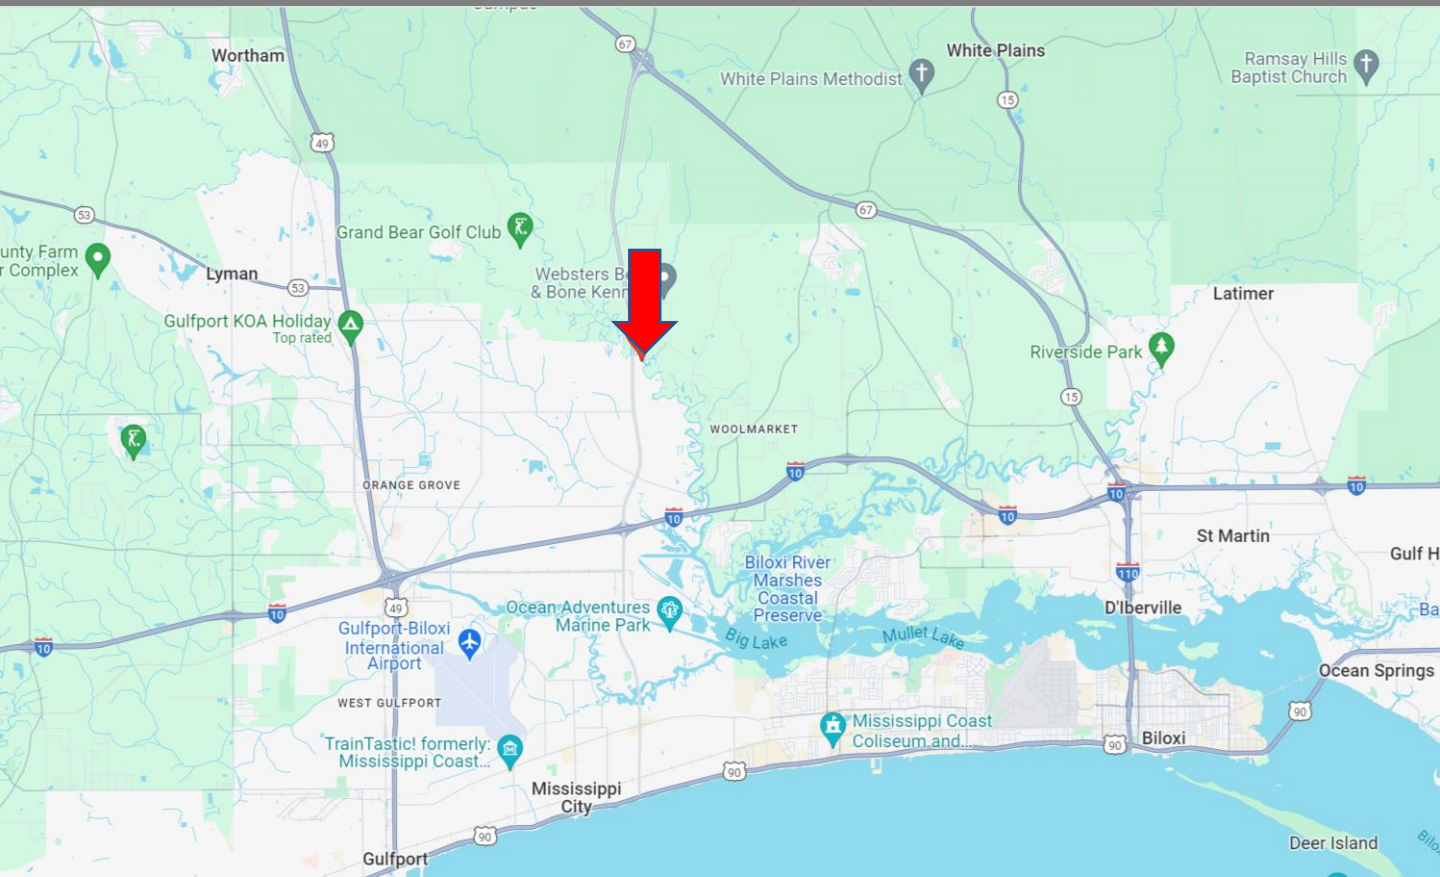 Campus
Wortham
67
White Plains
White Plains Methodist
Ramsay Hills
Baptist Church
15
49
53
67
Grand Bear Golf Club
unty Farm
r Complex
Lyman
53
Websters Be
& Bone Kenn
Latimer
Gulfport KOA Holiday
Top rated
Riverside Park
15
WOOLMARKET
ORANGE GROVE
10
10
10
10
10
St Martin
Gulf H
Biloxi River
Marshes
Coastal
Preserve
110
49
10
Ocean Adventures
Marine Park
D'Iberville
Ba
Gulfport-Biloxi
International
Airport
10
Big Lake
Mullet Lake
Ocean Springs
WEST GULFPORT
90
Mississippi Coast
Coliseum and...
TrainTastic! formerly:
Mississippi Coast...
90
Biloxi
90
Mississippi
City
90
Deer Island
Bilo
Gulfport